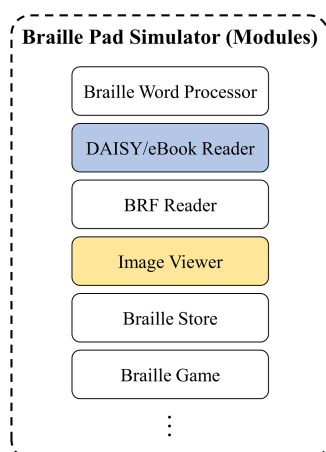 Braille Pad Simulator (Modules)
Braille Word Processor
DAISY/eBook Reader
BRF Reader
Image Viewer
Braille Store
Braille Game
⋮